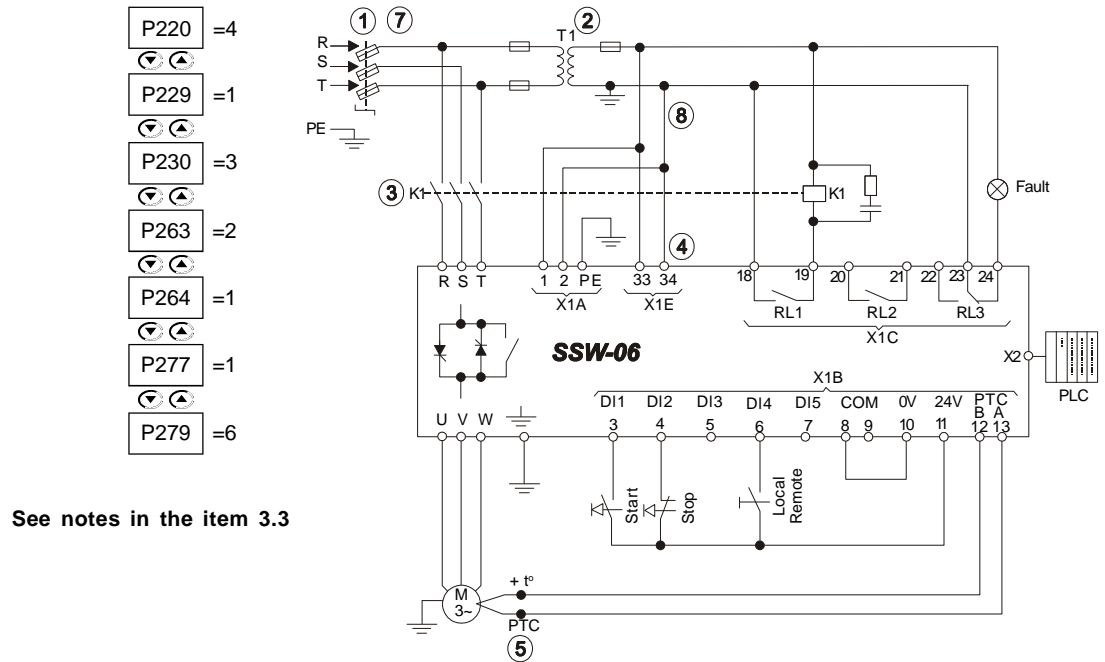 P220 =4
P229 =1
P230 =3
P263 =2
P264 =1
P277 =1
P279 =6
See notes in the item 3.3
1 7 2
T1
R
S
T
8
PE
3 K1 K1 Fault
4
R S T 1 2 PE 33 34 18 19 20 21 22 23 24
X1A X1E RL1 RL2 RL3
X1C
SSW-06
X2
PLC
X1B
DI1 DI2 DI3 DI4 DI5 COM 0V 24V PTC
B A
U V W 3 4 5 6 7 8 9 10 11 12 13
Start
Stop
Local
Remote
+ tº
M
3~
PTC
5